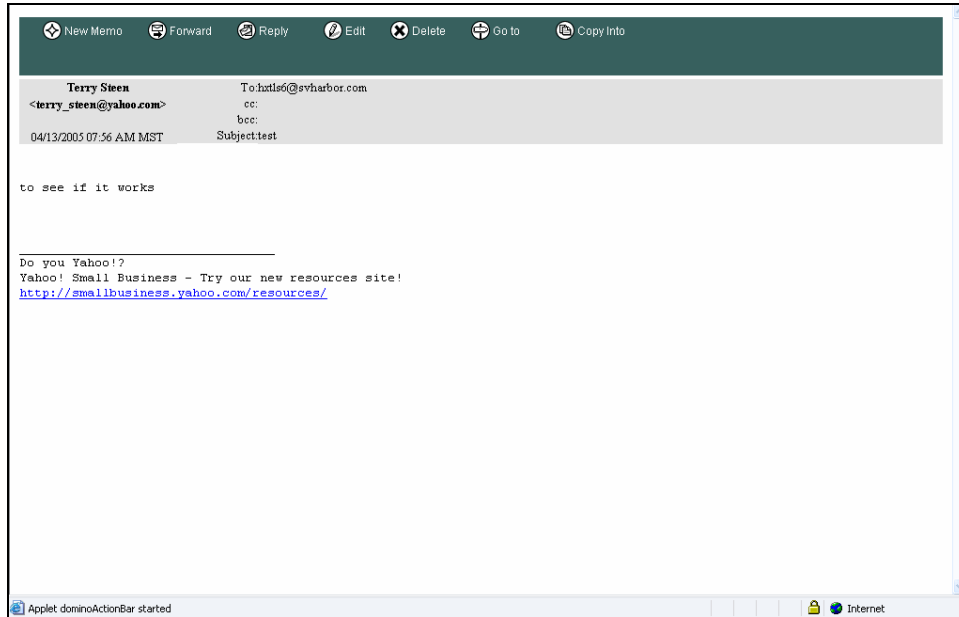 New Memo Forward Reply Edit Delete Go to Copy Into
Terry Steen To:hxtls6@svharbor.com
<terry_steen@yahoo.com> cc:
bcc:
04/13/2005 07:56 AM MST Subject:test
to see if it works
Do you Yahoo!?
Yahoo! Small Business - Try our new resources site!
http://smallbusiness.yahoo.com/resources/
Applet dominoActionBar started Internet